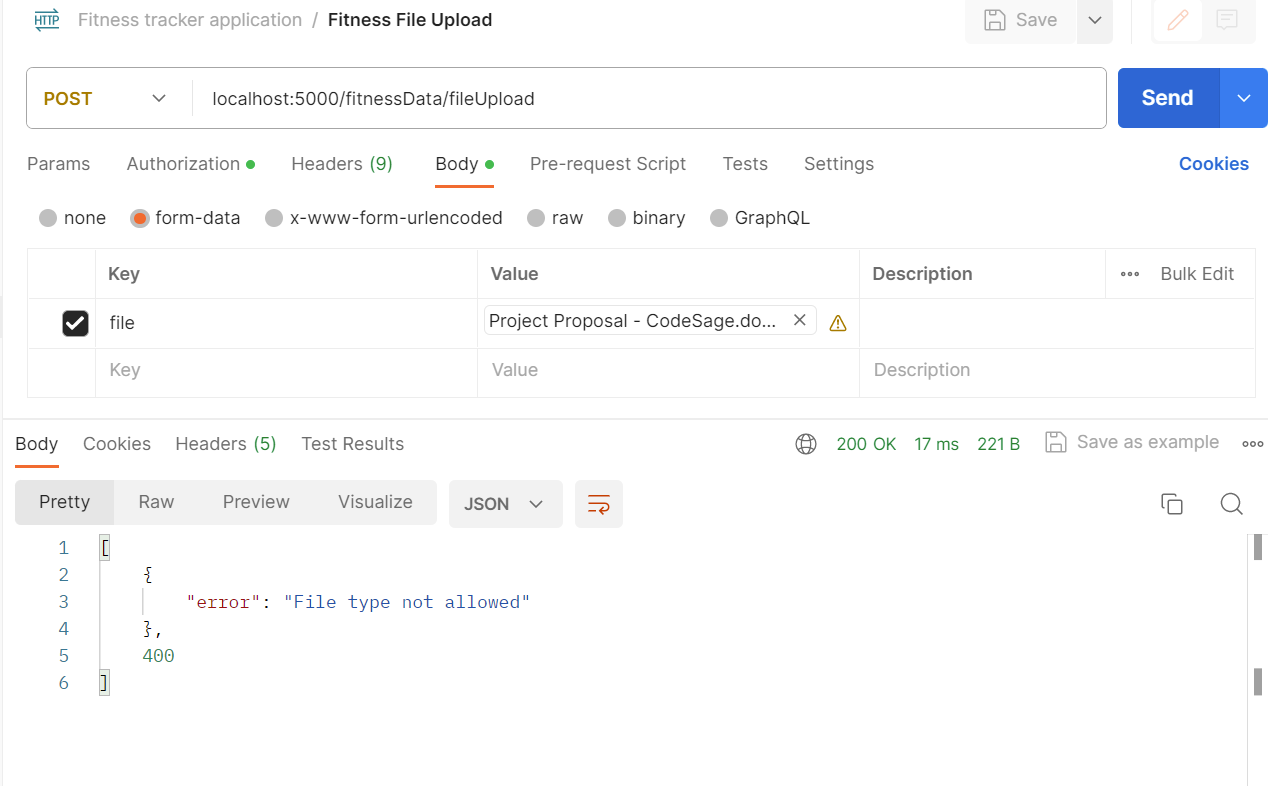 HTTP Fitness tracker application / Fitness File Upload Save
POST localhost:5000/fitnessData/fileUpload Send
Params Authorization Headers (9) Body Pre-request Script Tests Settings Cookies
none form-data x-www-form-urlencoded raw binary GraphQL
Key Value Description Bulk Edit
file Project Proposal - CodeSage.do...
Key Value Description
Body Cookies Headers (5) Test Results 200 OK 17 ms 221 B Save as example
Pretty Raw Preview Visualize JSON
1 [
2 {
3 "error": "File type not allowed"
4 },
5 400
6 ]